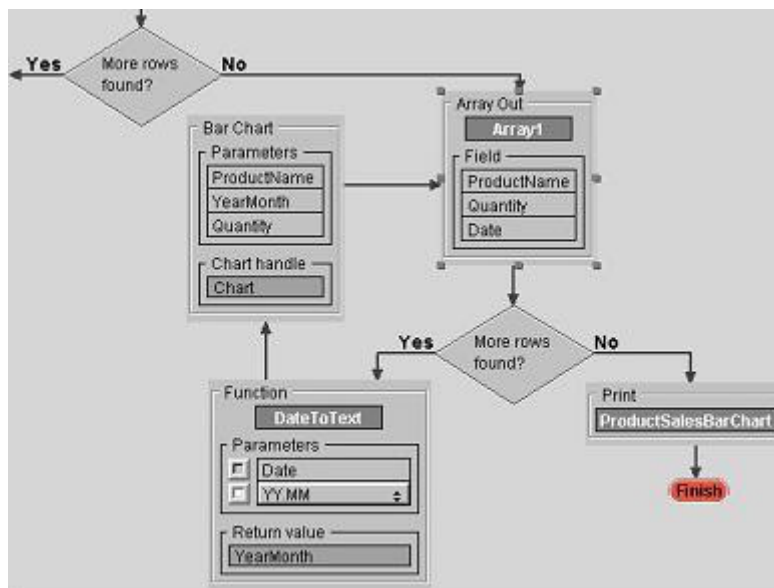 Yes
More rows
found?
No
Array Out
Array1
Field
ProductName
Quantity
Date
Bar Chart
Parameters
ProductName
YearMonth
Quantity
Chart handle
Chart
Yes
More rows
found?
No
Function
DateToText
Parameters
Date
YY.MM
Return value
YearMonth
Print
ProductSalesBarChart
Finish